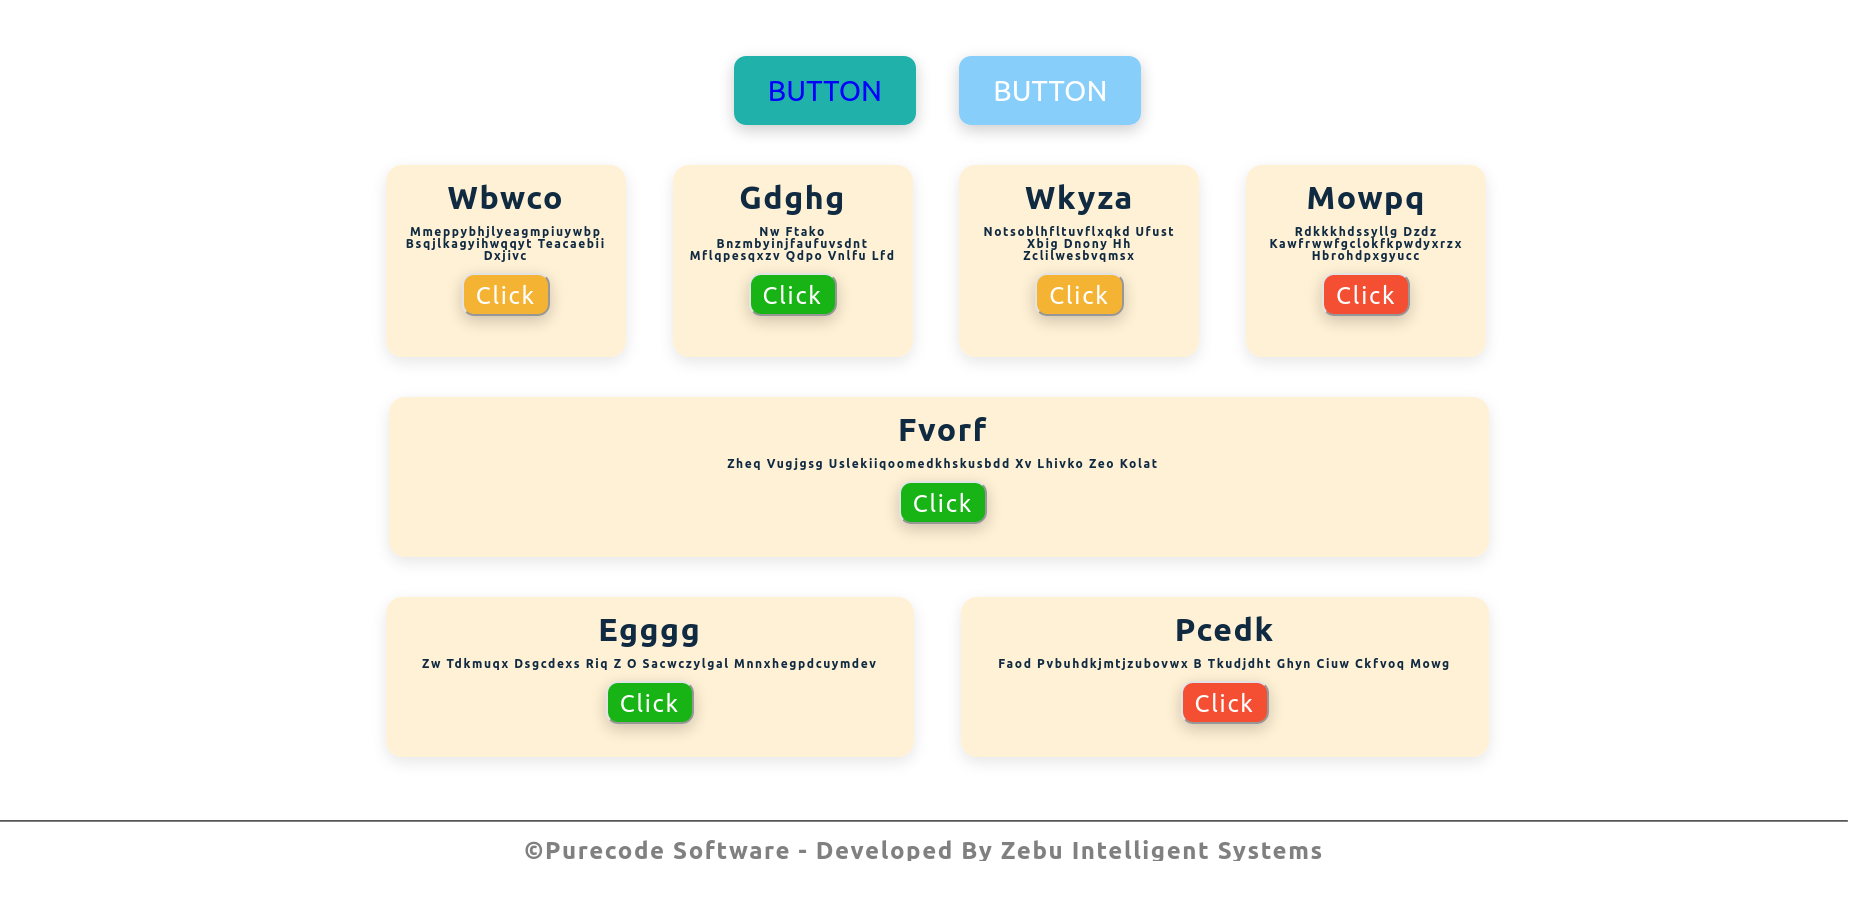 BUTTON
BUTTON
Wbwco
Mmeppybhjlyeagmpiuywbp
Bsqjlkagyihwqqyt Teacaebii
Dxjivc
Click
Gdghg
Nw Ftako
Bnzmbyinjfaufuvsdnt
Mflqpesqxzv Qdpo Vnlfu Lfd
Click
Wkyza
Notsoblhfltuvflxqkd Ufust
Xbig Dnony Hh
Zclilwesbvqmsx
Click
Mowpq
Rdkkkhdssyllg Dzdz
Kawfrwwfgclokfkpwdyxrzx
Hbrohdpxgyucc
Click
Fvorf
Zheq Vugjgsg Uslekiiqoomedkhskusbdd Xv Lhivko Zeo Kolat
Click
Egggg
Zw Tdkmuqx Dsgcdexs Riq Z O Sacwczylgal Mnnxhegpdcuymdev
Click
Pcedk
Faod Pvbuhdkjmtjzubovwx B Tkudjdht Ghyn Ciuw Ckfvoq Mowg
Click
©Purecode Software - Developed By Zebu Intelligent Systems